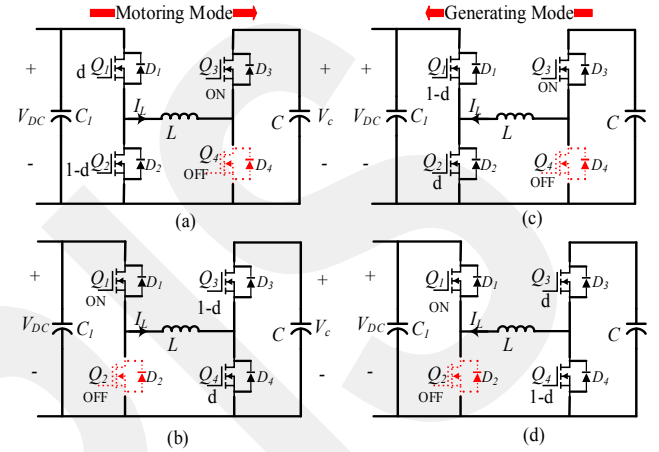 Motoring Mode
Generating Mode
+ d Q1 D1 Q3 D3 +
ON
VDC C1 IL L C Vc
- 1-d Q2 D2 Q4 D4 -
OFF
(a)
+ Q1 D1 Q3 D3
1-d ON
VDC C1 IL L C
- Q2 D2 Q4 D4
d OFF
(c)
+ Q1 D1 Q3 D3 +
ON 1-d
VDC C1 IL L C Vc
- Q2 D2 Q4 D4 -
OFF d
(b)
+ Q1 D1 Q3 D3
ON d
VDC C1 IL L C
- Q2 D2 Q4 D4
OFF 1-d
(d)